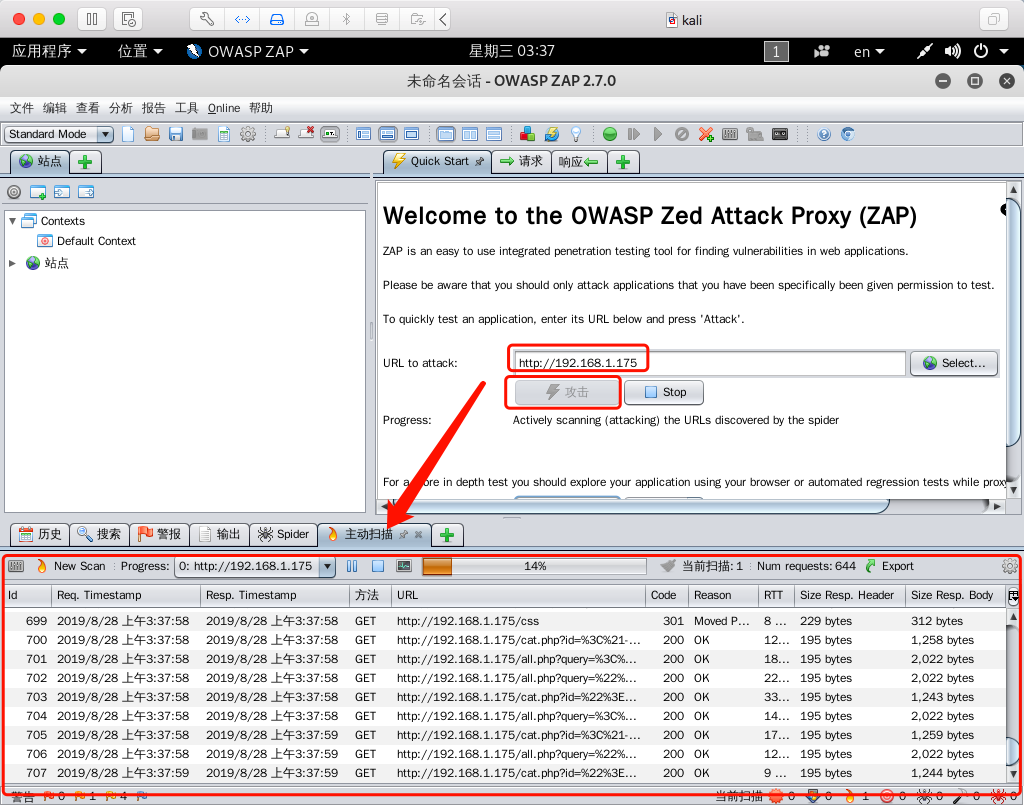 kali
应用程序 位置 OWASP ZAP 星期三 03:37 1 en
未命名会话 - OWASP ZAP 2.7.0
文件 编辑 查看 分析 报告 工具 Online 帮助
Standard Mode
站点 Quick Start 请求 响应
Contexts
Default Context
站点
Welcome to the OWASP Zed Attack Proxy (ZAP)
ZAP is an easy to use integrated penetration testing tool for finding vulnerabilities in web applications.
Please be aware that you should only attack applications that you have been specifically been given permission to test.
To quickly test an application, enter its URL below and press 'Attack'.
URL to attack: http://192.168.1.175 Select...
攻击 Stop
Progress: Actively scanning (attacking) the URLs discovered by the spider
For a more in depth test you should explore your application using your browser or automated regression tests while proxy
历史 搜索 警报 输出 Spider 主动扫描
New Scan Progress: 0: http://192.168.1.175 14% 当前扫描: 1 Num requests: 644 Export
Id Req. Timestamp Resp. Timestamp 方法 URL Code Reason RTT Size Resp. Header Size Resp. Body
699 2019/8/28 上午3:37:58 2019/8/28 上午3:37:58 GET http://192.168.1.175/css 301 Moved P... 8 ... 229 bytes 312 bytes
700 2019/8/28 上午3:37:58 2019/8/28 上午3:37:58 GET http://192.168.1.175/cat.php?id=%3C%21-... 200 OK 12... 195 bytes 1,258 bytes
701 2019/8/28 上午3:37:58 2019/8/28 上午3:37:58 GET http://192.168.1.175/all.php?query=%3C%... 200 OK 18... 195 bytes 2,022 bytes
702 2019/8/28 上午3:37:58 2019/8/28 上午3:37:58 GET http://192.168.1.175/all.php?query=%22%... 200 OK 22... 195 bytes 2,022 bytes
703 2019/8/28 上午3:37:58 2019/8/28 上午3:37:58 GET http://192.168.1.175/cat.php?id=%22%3E... 200 OK 33... 195 bytes 1,243 bytes
704 2019/8/28 上午3:37:58 2019/8/28 上午3:37:58 GET http://192.168.1.175/all.php?query=%3C%... 200 OK 14... 195 bytes 2,022 bytes
705 2019/8/28 上午3:37:58 2019/8/28 上午3:37:59 GET http://192.168.1.175/cat.php?id=%3C%21-... 200 OK 17... 195 bytes 1,259 bytes
706 2019/8/28 上午3:37:58 2019/8/28 上午3:37:59 GET http://192.168.1.175/all.php?query=%22%... 200 OK 12... 195 bytes 2,022 bytes
707 2019/8/28 上午3:37:59 2019/8/28 上午3:37:59 GET http://192.168.1.175/cat.php?id=%22%3E... 200 OK 9 ... 195 bytes 1,244 bytes
警告 0 1 4 当前扫描 0 0 1 0 0 0 0